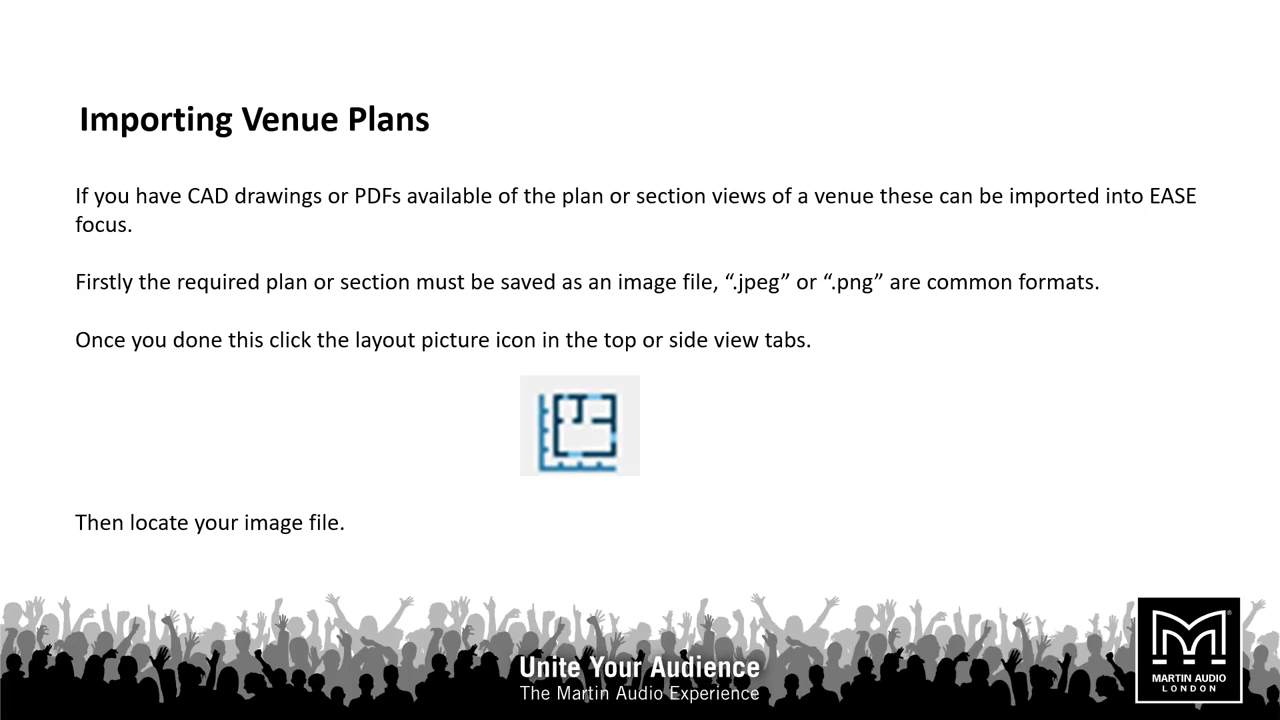 Importing Venue Plans
If you have CAD drawings or PDFs available of the plan or section views of a venue these can be imported into EASE
focus.
Firstly the required plan or section must be saved as an image file, “.jpeg” or “.png” are common formats.
Once you done this click the layout picture icon in the top or side view tabs.
Then locate your image file.
Unite Your Audience
The Martin Audio Experience
®
MARTIN AUDIO
LONDON